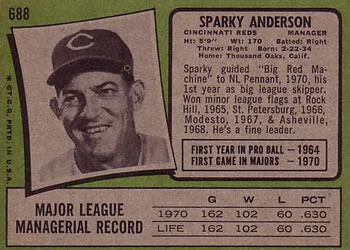 688
SPARKY ANDERSON
CINCINNATI REDS MANAGER
Ht: 5'9" Wt: 170 Batted: Right
Threw: Right Born: 2-22-34
Home: Thousand Oaks, Calif.
Sparky guided "Big Red Ma-
chine" to NL Pennant, 1970, his
1st year as big league skipper.
Won minor league flags at Rock
Hill, 1965, St. Petersburg, 1966,
Modesto, 1967, & Asheville,
1968. He's a fine leader.
FIRST YEAR IN PRO BALL - 1964
FIRST GAME IN MAJORS - 1970
★ © T.C.G. PRTD. IN U.S.A.
MAJOR LEAGUE
MANAGERIAL RECORD
G W L PCT
1970 162 102 60 .630
LIFE 162 102 60 .630